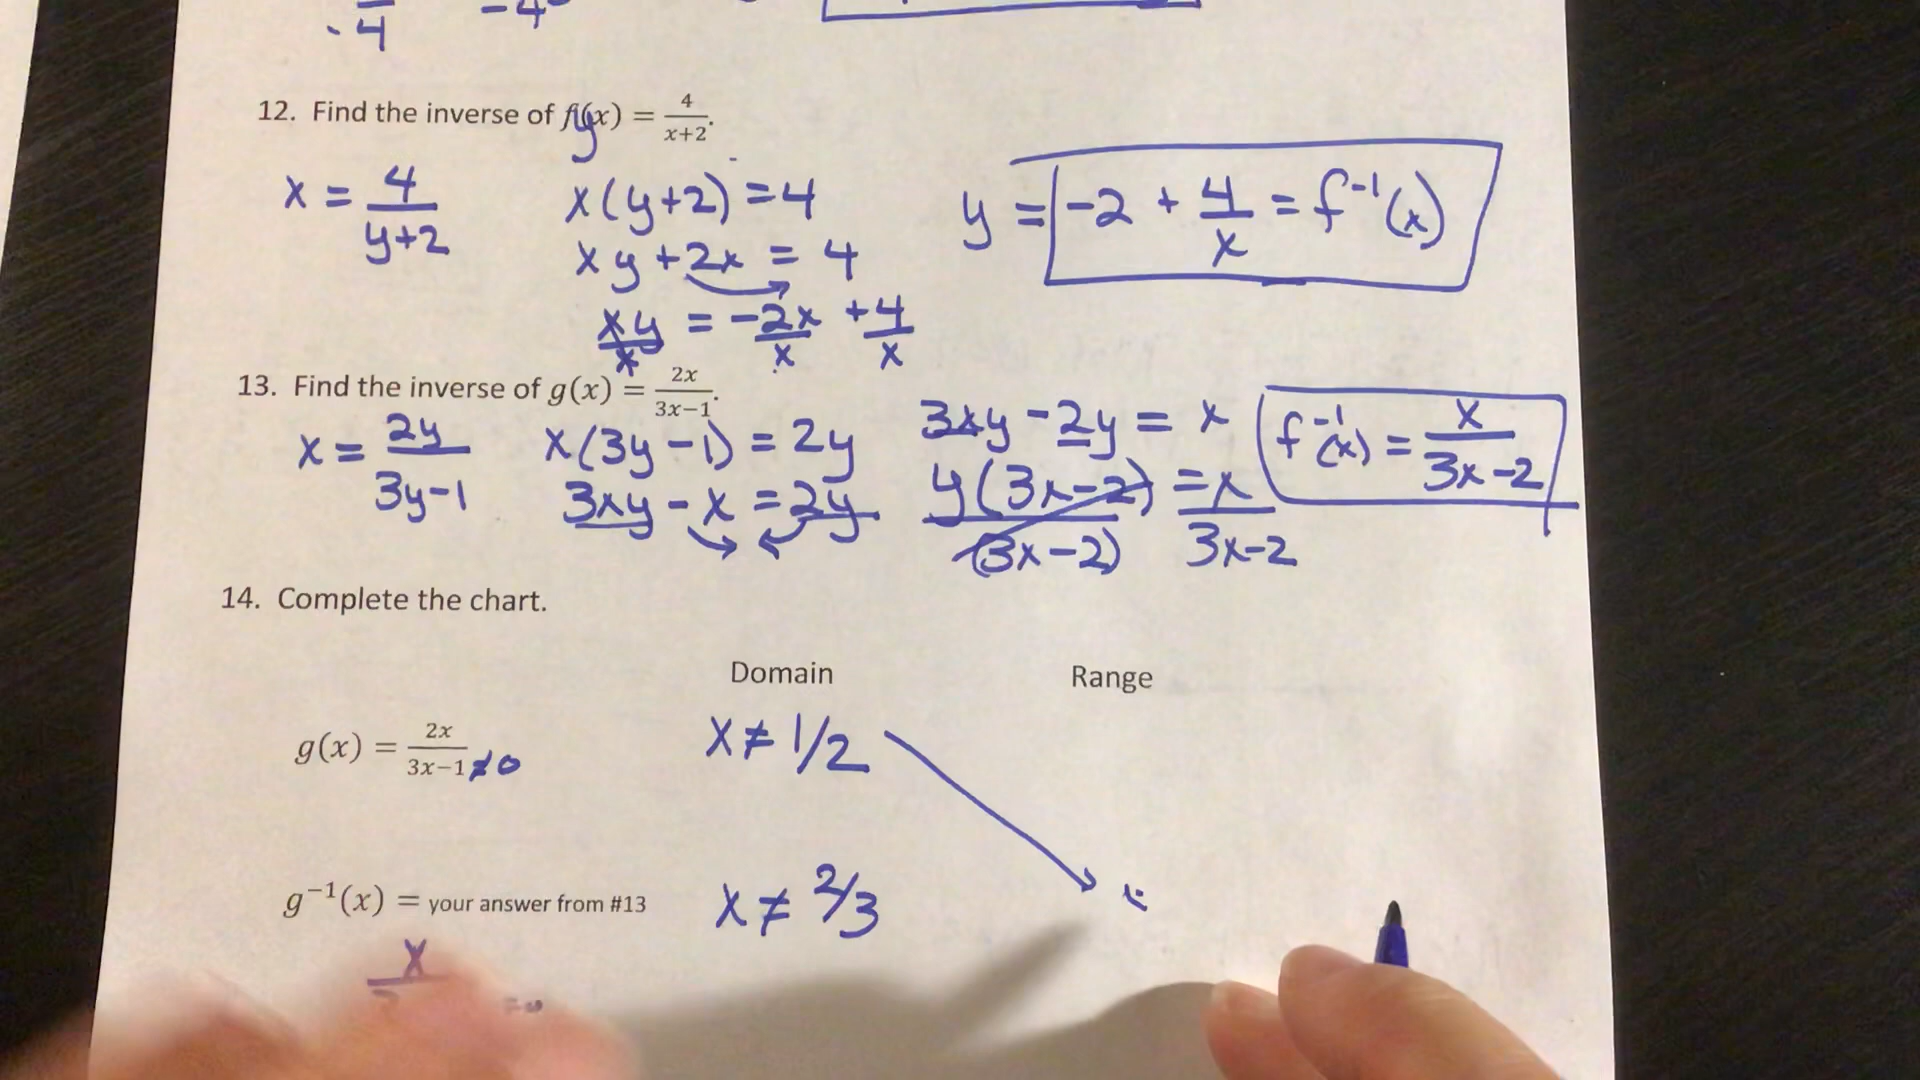 -4 -4
12. Find the inverse of f(x) = 4/(x+2).
y
x = 4/(y+2)
x(y+2) = 4
xy + 2x = 4
xy/x = -2x/x + 4/x
y = -2 + 4/x = f⁻¹(x)
13. Find the inverse of g(x) = 2x/(3x−1).
x = 2y/(3y-1)
x(3y-1) = 2y
3xy - x = 2y
3xy - 2y = x
y(3x-2)/(3x-2) = x/(3x-2)
f⁻¹(x) = x/(3x-2)
14. Complete the chart.
Domain Range
g(x) = 2x/(3x−1) ≠0 x ≠ 1/2
g⁻¹(x) = your answer from #13 x ≠ 2/3
x